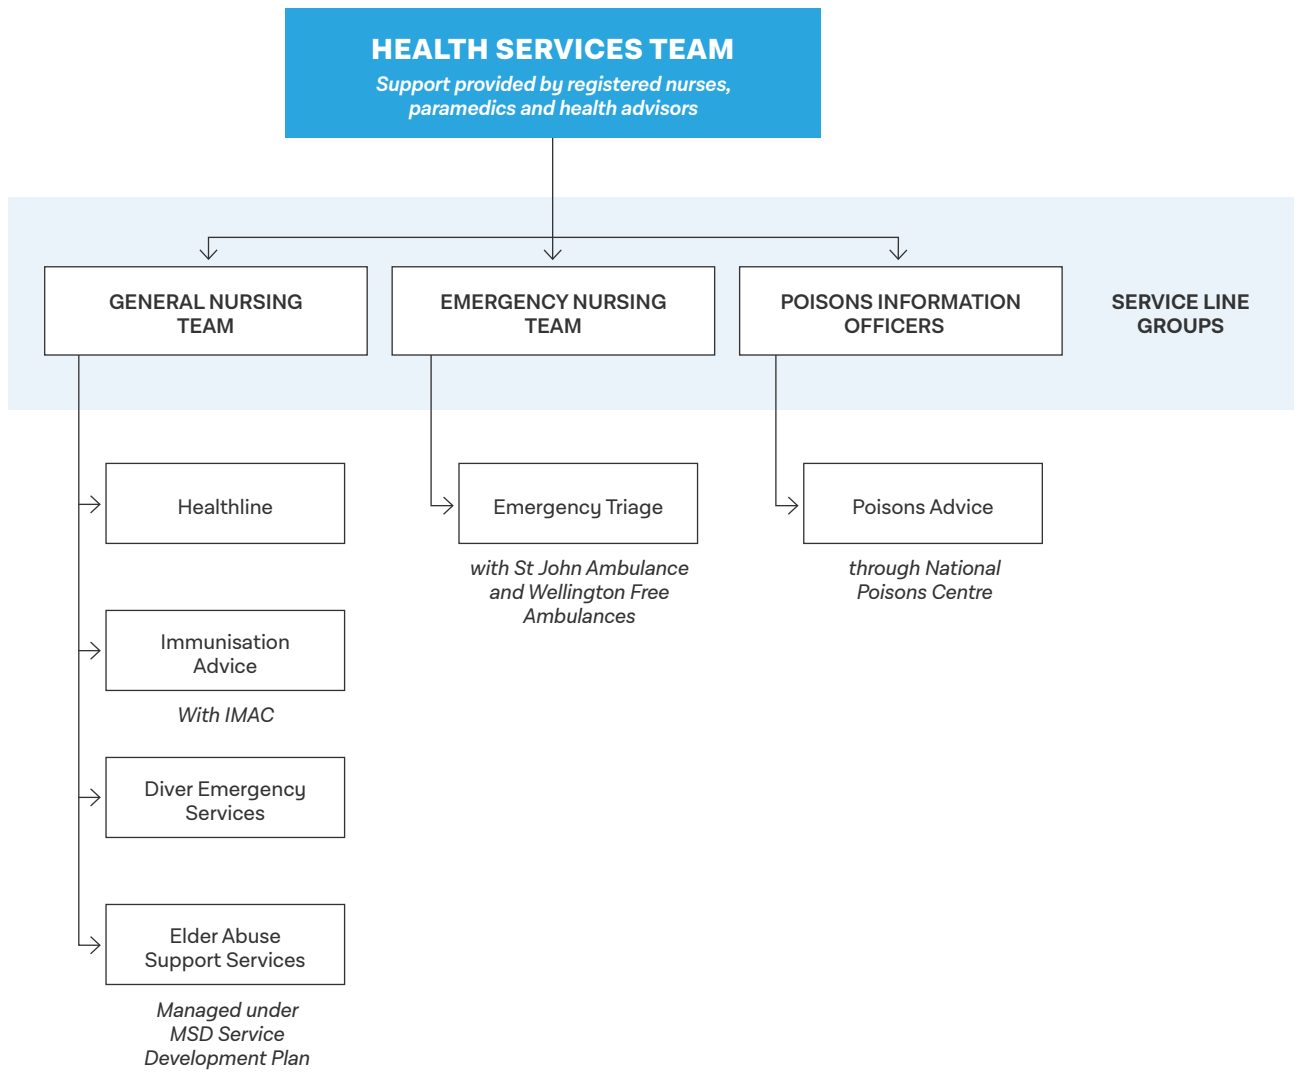 HEALTH SERVICES TEAM
Support provided by registered nurses,
paramedics and health advisors
GENERAL NURSING
TEAM
EMERGENCY NURSING
TEAM
POISONS INFORMATION
OFFICERS
SERVICE LINE
GROUPS
Healthline
Emergency Triage
with St John Ambulance
and Wellington Free
Ambulances
Poisons Advice
through National
Poisons Centre
Immunisation
Advice
With IMAC
Diver Emergency
Services
Elder Abuse
Support Services
Managed under
MSD Service
Development Plan